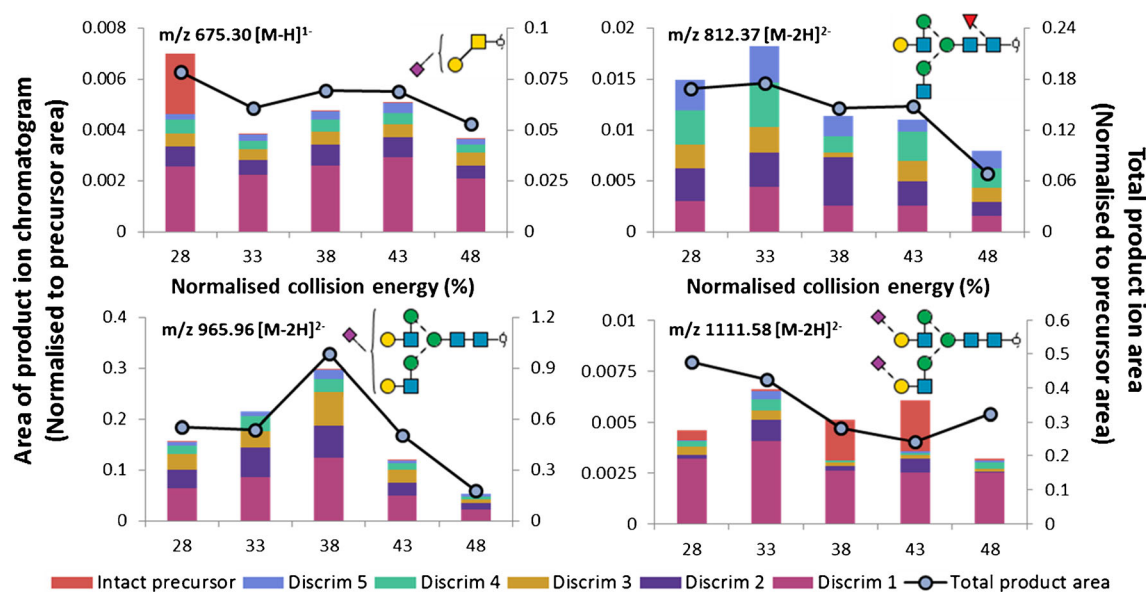 Area of product ion chromatogram
(Normalised to precursor area)
m/z 675.30 [M-H]1-
0.008
0.006
0.004
0.002
0
0.1
0.075
0.05
0.025
0
28 33 38 43 48
m/z 812.37 [M-2H]2-
0.02
0.015
0.01
0.005
0
0.24
0.18
0.12
0.06
0
28 33 38 43 48
Normalised collision energy (%)
Normalised collision energy (%)
m/z 965.96 [M-2H]2-
0.4
0.3
0.2
0.1
0
1.2
0.9
0.6
0.3
0
28 33 38 43 48
m/z 1111.58 [M-2H]2-
0.01
0.0075
0.005
0.0025
0
0.6
0.5
0.4
0.3
0.2
0.1
0
28 33 38 43 48
Total product ion area
(Normalised to precursor area)
Intact precursor Discrim 5 Discrim 4 Discrim 3 Discrim 2 Discrim 1 Total product area